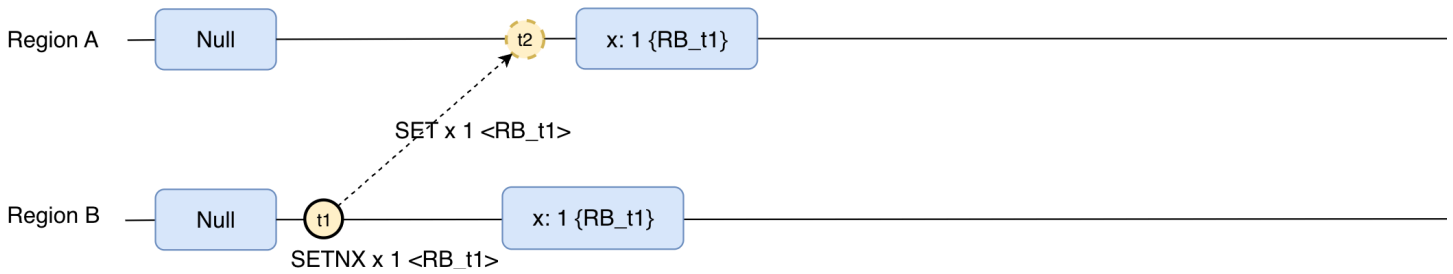 Region A
Null
t2
x: 1 {RB_t1}
SET x 1 <RB_t1>
Region B
Null
t1
x: 1 {RB_t1}
SETNX x 1 <RB_t1>